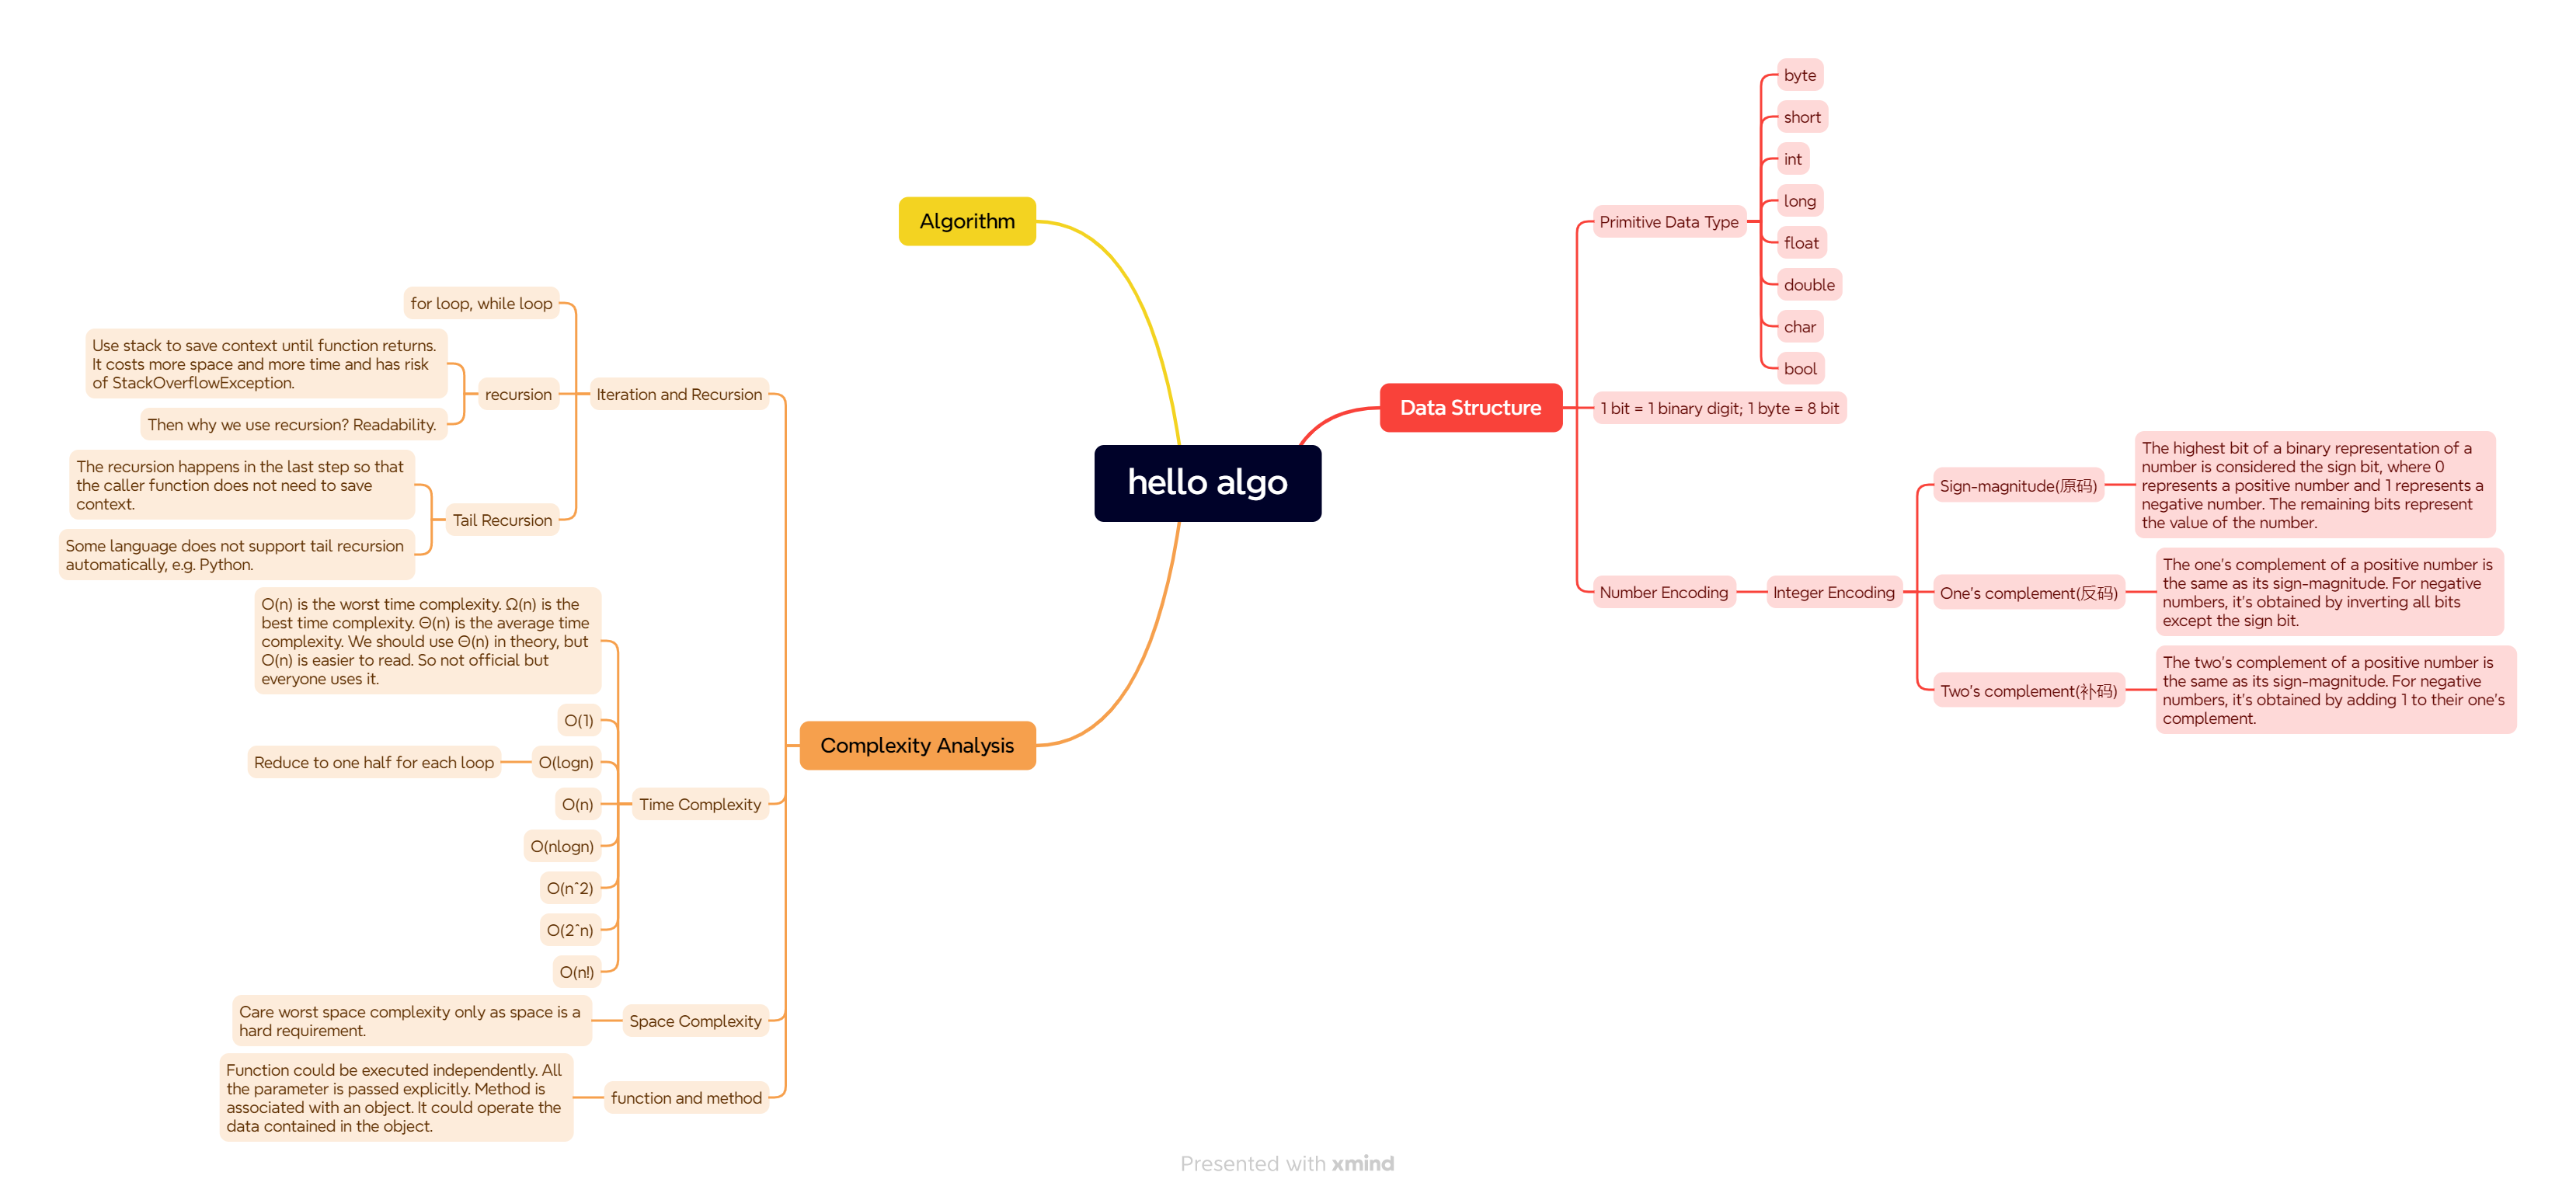 hello algo
Data Structure
Primitive Data Type
byte
short
int
long
float
double
char
bool
1 bit = 1 binary digit; 1 byte = 8 bit
Number Encoding
Integer Encoding
Sign-magnitude(原码)
The highest bit of a binary representation of a
number is considered the sign bit, where 0
represents a positive number and 1 represents a
negative number. The remaining bits represent
the value of the number.
One's complement(反码)
The one's complement of a positive number is
the same as its sign-magnitude. For negative
numbers, it's obtained by inverting all bits
except the sign bit.
Two's complement(补码)
The two's complement of a positive number is
the same as its sign-magnitude. For negative
numbers, it's obtained by adding 1 to their one's
complement.
Complexity Analysis
Iteration and Recursion
for loop, while loop
recursion
Use stack to save context until function returns.
It costs more space and more time and has risk
of StackOverflowException.
Then why we use recursion? Readability.
Tail Recursion
The recursion happens in the last step so that
the caller function does not need to save
context.
Some language does not support tail recursion
automatically, e.g. Python.
Time Complexity
O(n) is the worst time complexity. Ω(n) is the
best time complexity. Θ(n) is the average time
complexity. We should use Θ(n) in theory, but
O(n) is easier to read. So not official but
everyone uses it.
O(1)
O(logn)
Reduce to one half for each loop
O(n)
O(nlogn)
O(n^2)
O(2^n)
O(n!)
Space Complexity
Care worst space complexity only as space is a
hard requirement.
function and method
Function could be executed independently. All
the parameter is passed explicitly. Method is
associated with an object. It could operate the
data contained in the object.
Algorithm
Presented with xmind